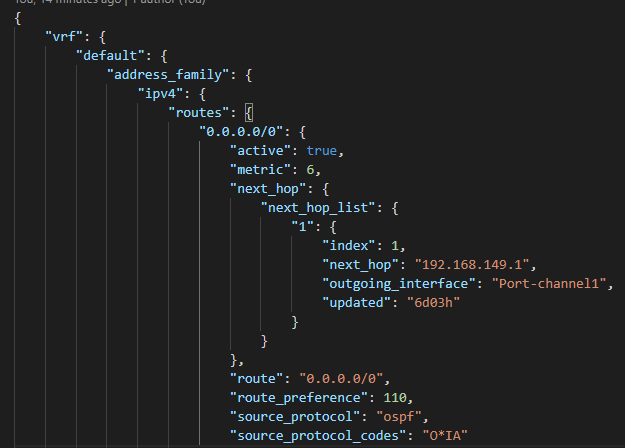 You, 14 minutes ago | 1 author (You)
{
"vrf": {
"default": {
"address_family": {
"ipv4": {
"routes": {
"0.0.0.0/0": {
"active": true,
"metric": 6,
"next_hop": {
"next_hop_list": {
"1": {
"index": 1,
"next_hop": "192.168.149.1",
"outgoing_interface": "Port-channel1",
"updated": "6d03h"
}
}
},
"route": "0.0.0.0/0",
"route_preference": 110,
"source_protocol": "ospf",
"source_protocol_codes": "O*IA"